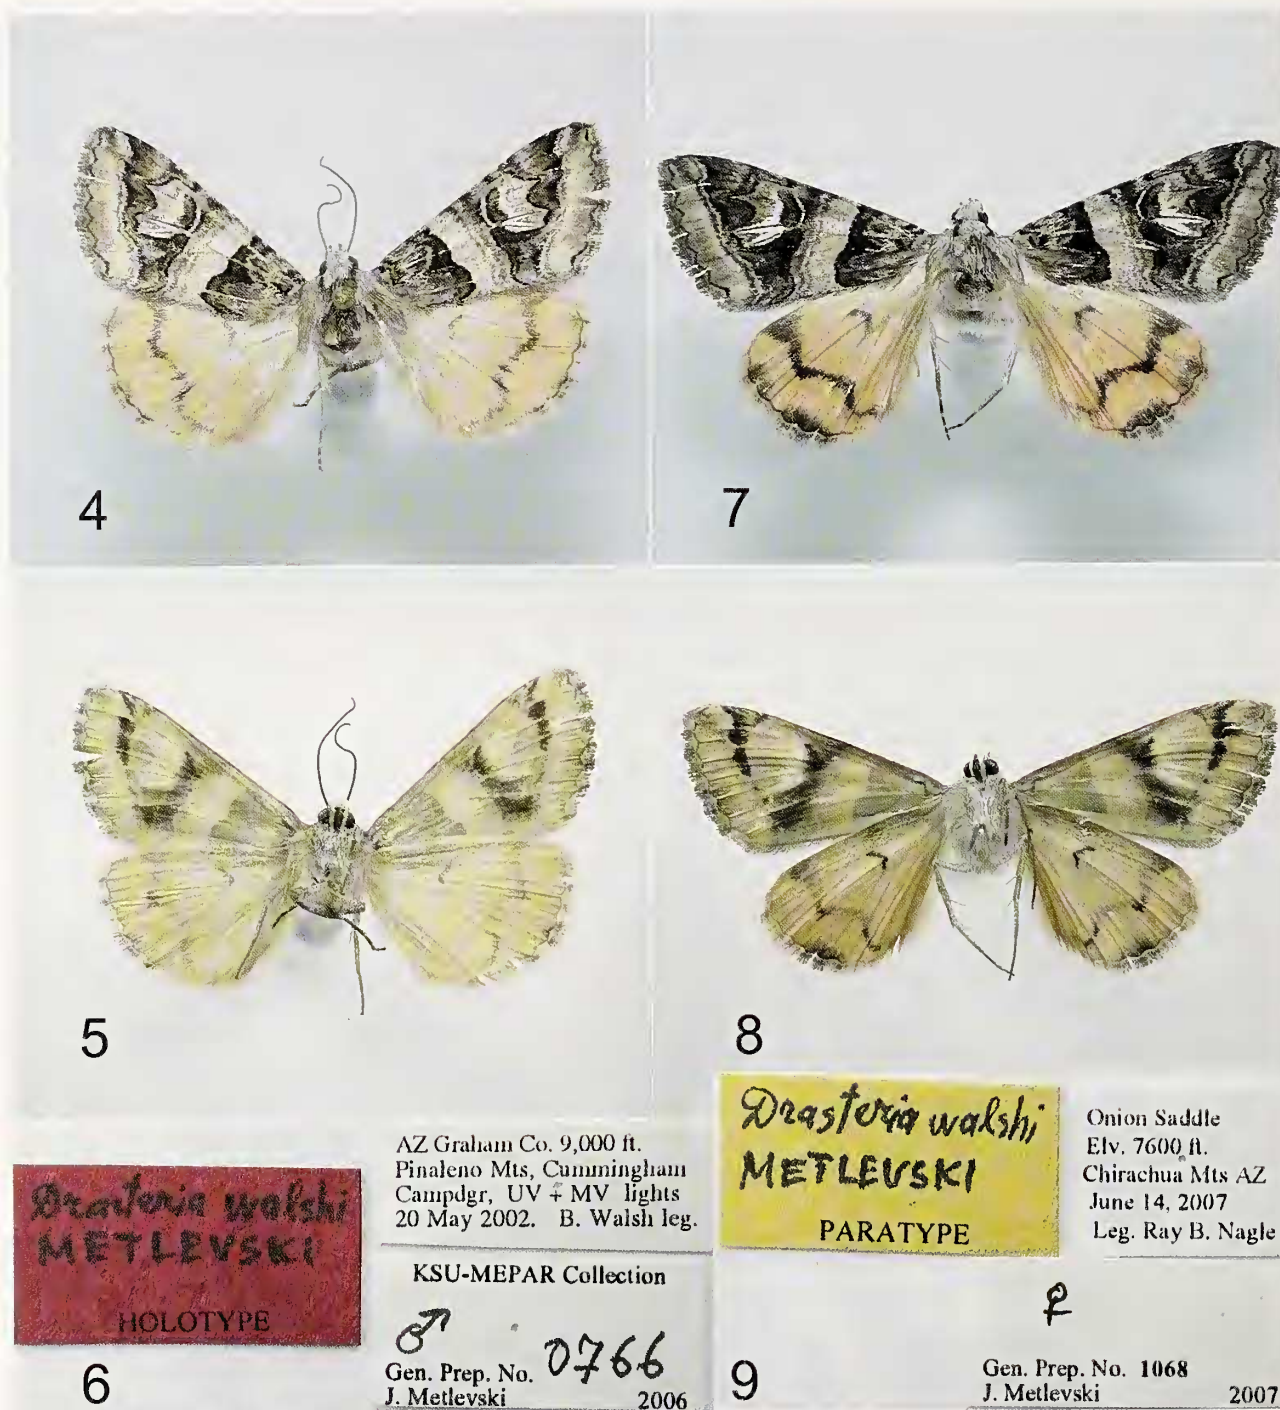 4
7
5
8
Drasteria walshi
METLEVSKI
HOLOTYPE
6
AZ Graham Co. 9,000 ft.
Pinaleno Mts, Cunmingham
Campdgr, UV + MV lights
20 May 2002. B. Walsh leg.
KSU-MEPAR Collection
♂
Gen. Prep. No. 0766
J. Metlevski 2006
Drasteria walshi
METLEVSKI
PARATYPE
Onion Saddle
Elv. 7600 ft.
Chirachua Mts AZ
June 14, 2007
Leg. Ray B. Nagle
♀
9
Gen. Prep. No. 1068
J. Metlevski 2007